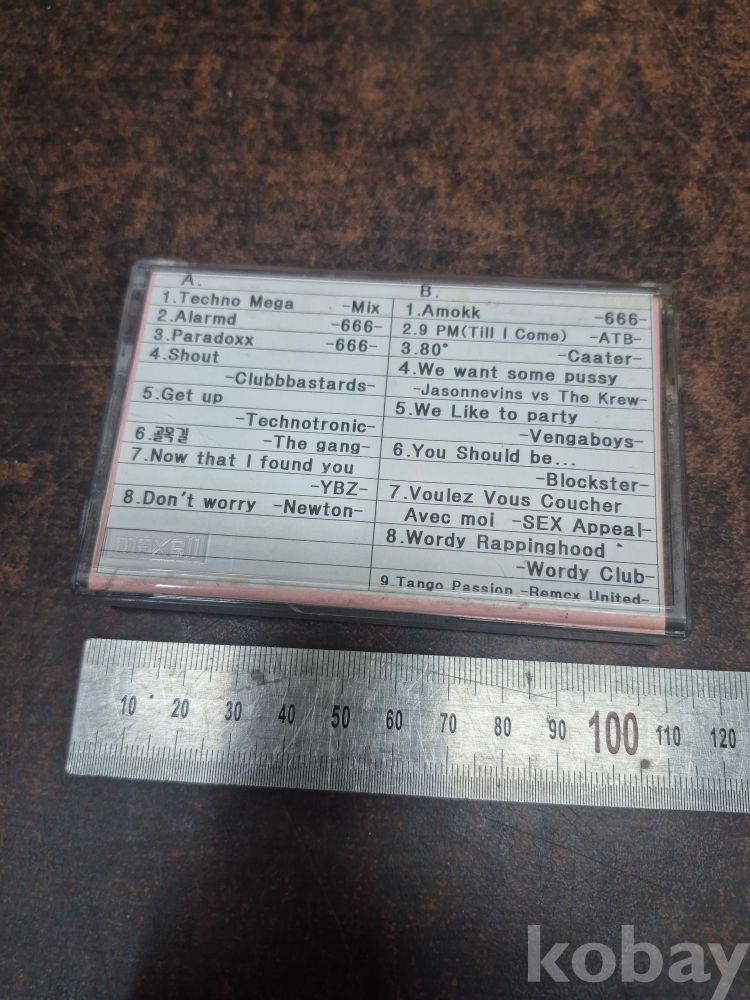 A.
1.Techno Mega -Mix
2.Alarmd -666-
3.Paradoxx -666-
4.Shout
-Clubbbastards-
5.Get up
-Technotronic-
6.골목길 -The gang-
7.Now that I found you
-YBZ-
8.Don't worry -Newton-
maxell
B.
1.Amokk -666-
2.9 PM(Till I Come) -ATB-
3.80° -Caater-
4.We want some pussy
-Jasonnevins vs The Krew-
5.We Like to party
-Vengaboys-
6.You Should be...
-Blockster-
7.Voulez Vous Coucher
Avec moi -SEX Appeal-
8.Wordy Rappinghood
-Wordy Club-
9.Tango Passion -Remcx United-
10 20 30 40 50 60 70 80 90 100 110 120
kobay